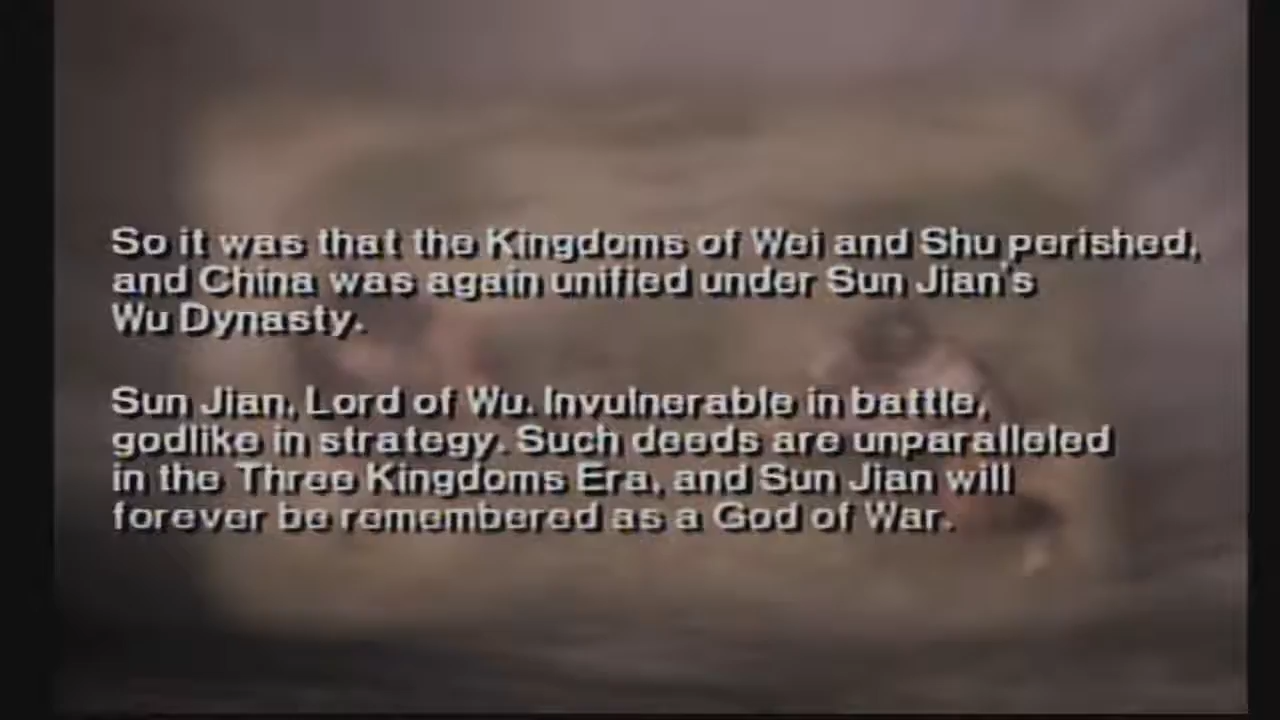 So it was that the Kingdoms of Wei and Shu perished,
and China was again unified under Sun Jian's
Wu Dynasty.
Sun Jian, Lord of Wu. Invulnerable in battle,
godlike in strategy. Such deeds are unparalleled
in the Three Kingdoms Era, and Sun Jian will
forever be remembered as a God of War.